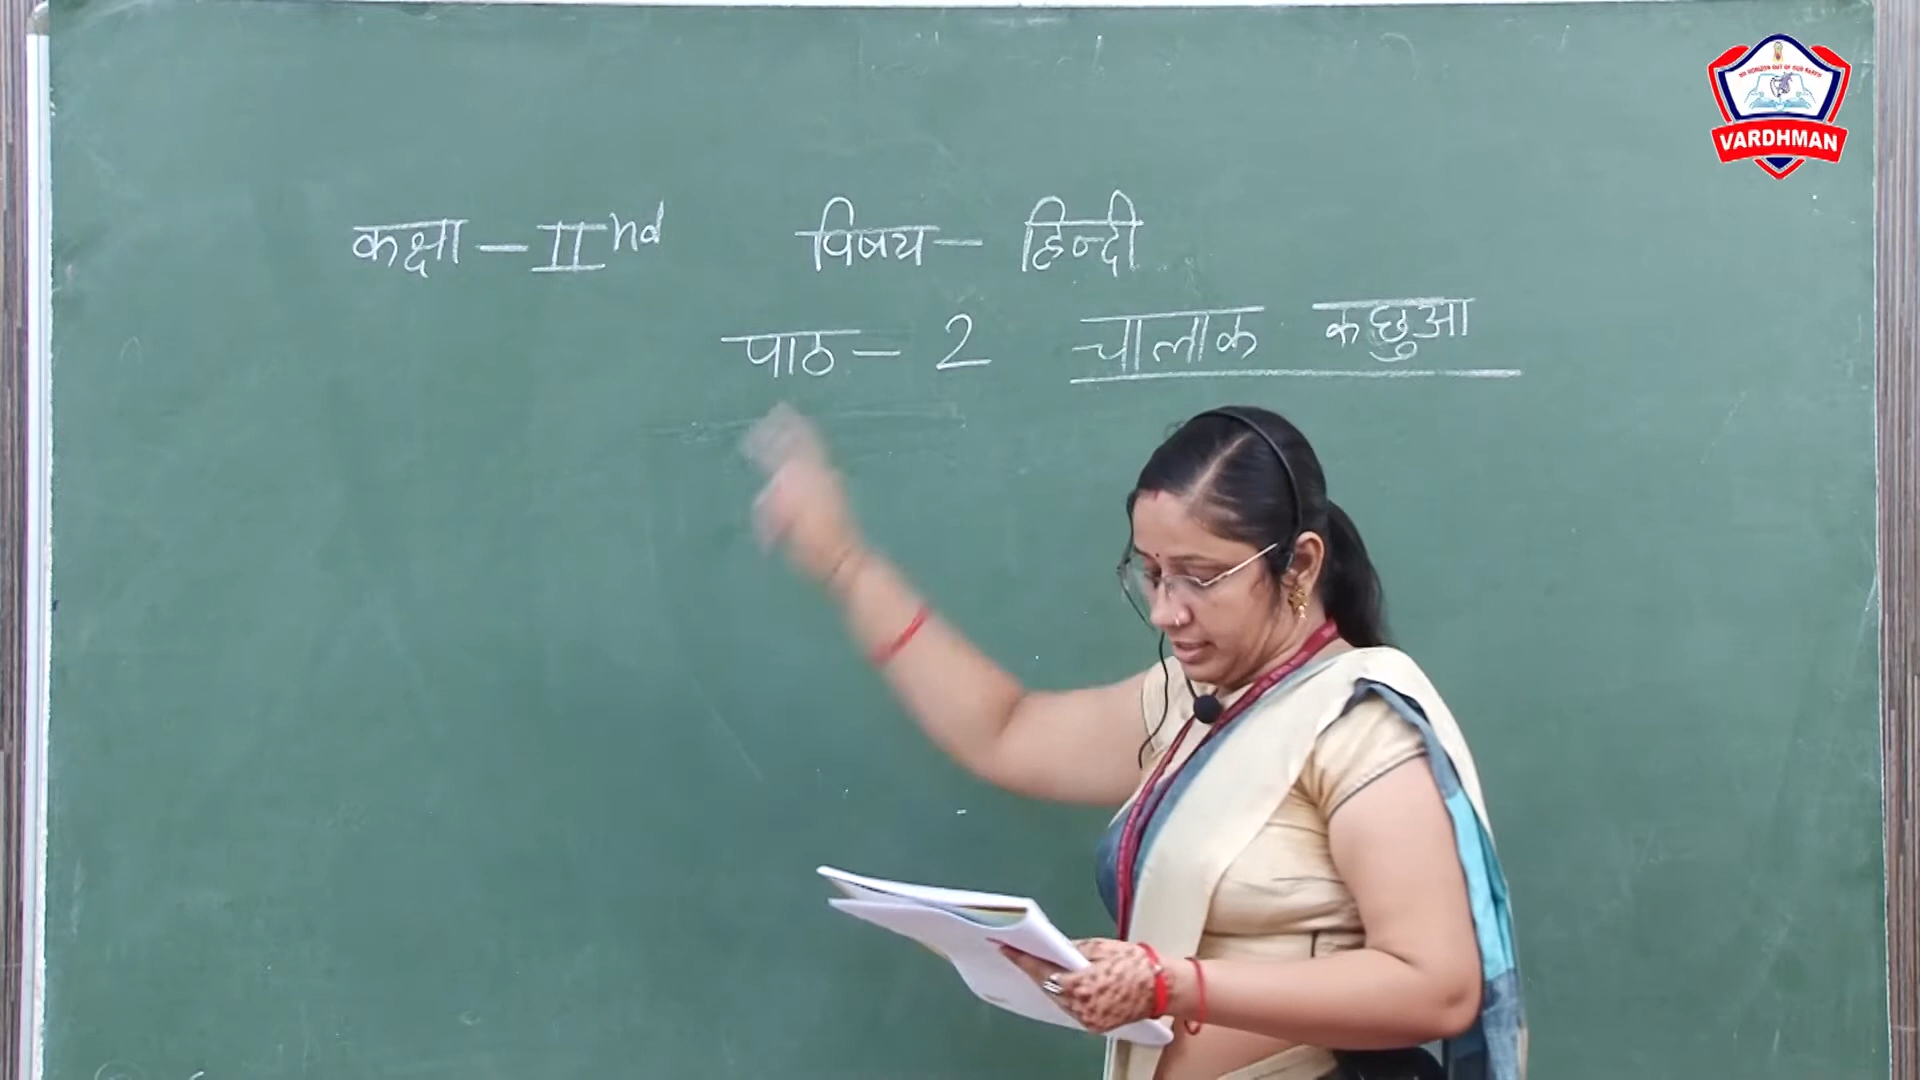 कक्षा – IInd विषय – हिन्दी
पाठ – 2 चालाक कछुआ
VARDHMAN